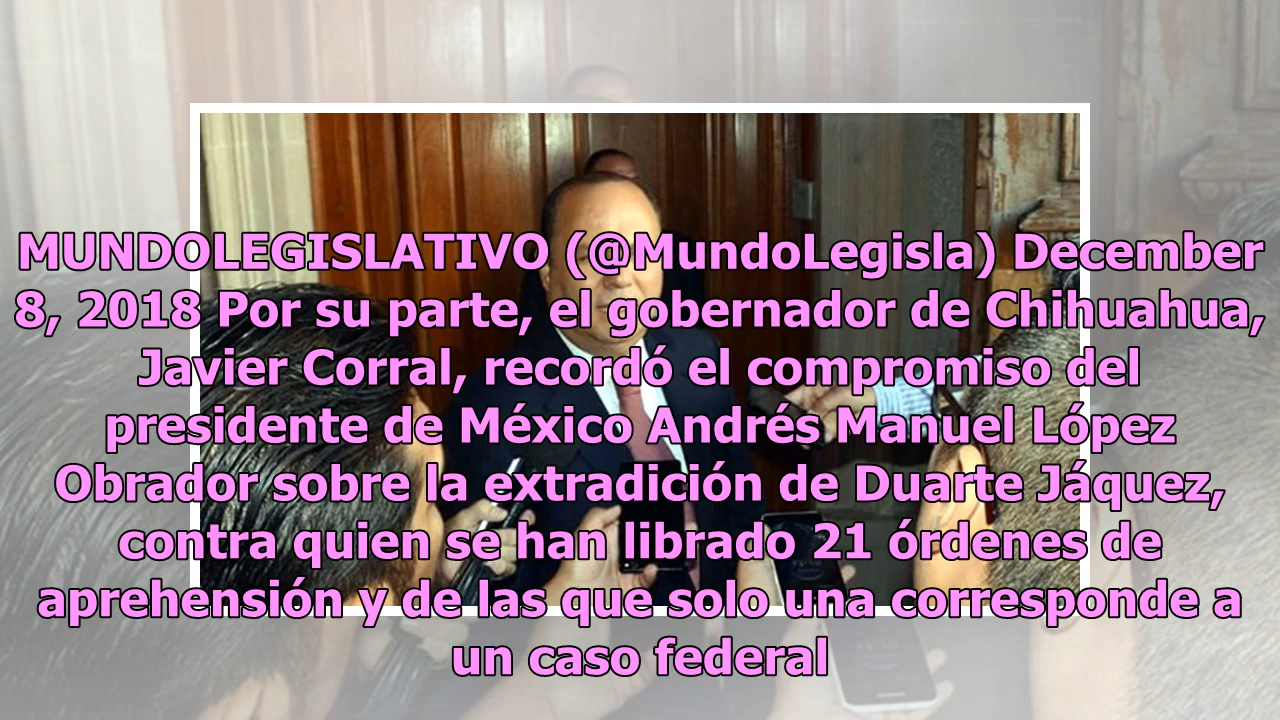 MUNDOLEGISLATIVO (@MundoLegisla) December
8, 2018 Por su parte, el gobernador de Chihuahua,
Javier Corral, recordó el compromiso del
presidente de México Andrés Manuel López
Obrador sobre la extradición de Duarte Jáquez,
contra quien se han librado 21 órdenes de
aprehensión y de las que solo una corresponde a
un caso federal